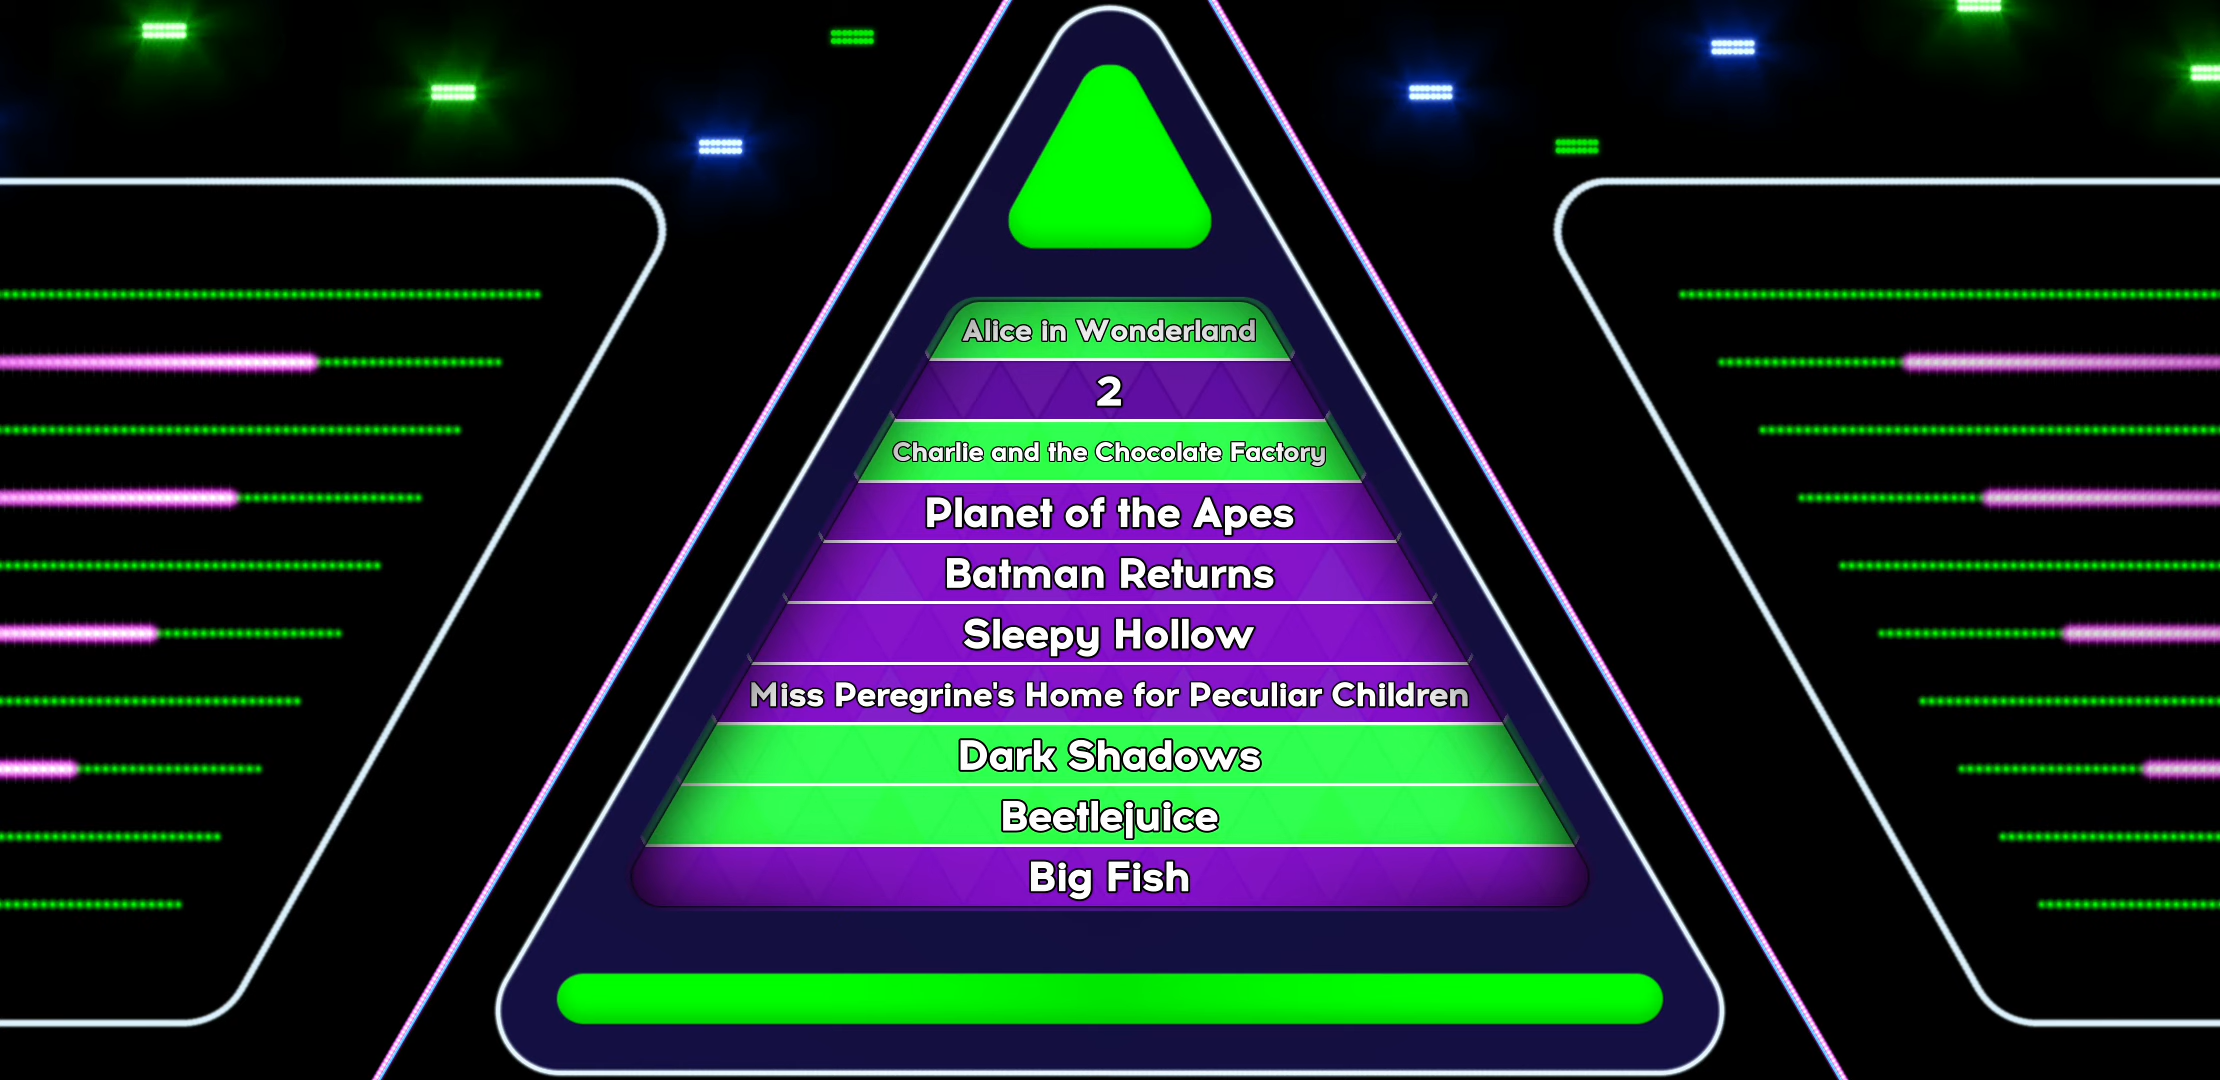 Alice in Wonderland
2
Charlie and the Chocolate Factory
Planet of the Apes
Batman Returns
Sleepy Hollow
Miss Peregrine's Home for Peculiar Children
Dark Shadows
Beetlejuice
Big Fish